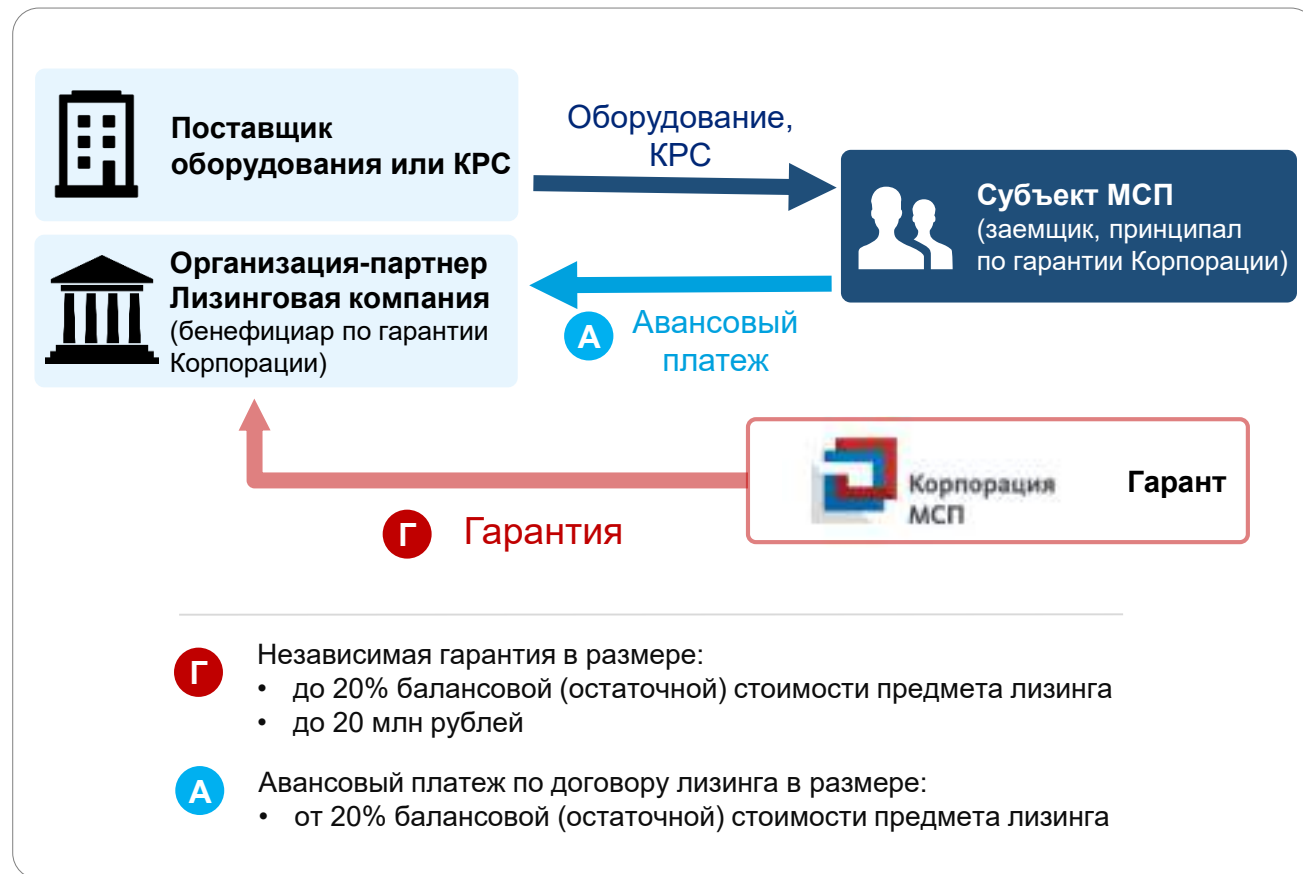 Поставщик
оборудования или КРС
Оборудование,
КРС
Субъект МСП
(заемщик, принципал
по гарантии Корпорации)
Организация-партнер
Лизинговая компания
(бенефициар по гарантии
Корпорации)
А
Авансовый
платеж
Корпорация
МСП
Гарант
Г Гарантия
Г
Независимая гарантия в размере:
• до 20% балансовой (остаточной) стоимости предмета лизинга
• до 20 млн рублей
А
Авансовый платеж по договору лизинга в размере:
• от 20% балансовой (остаточной) стоимости предмета лизинга